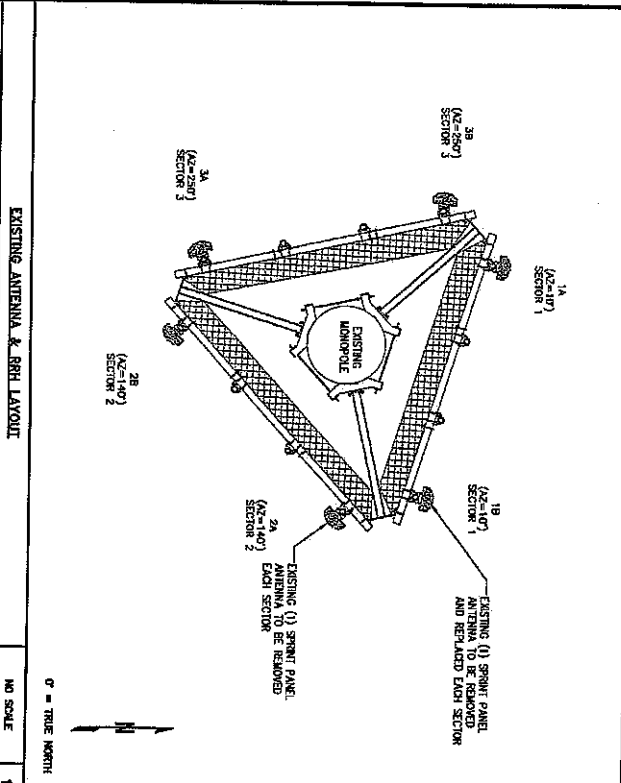 3B
(AZ=250°)
SECTOR 3
1A
(AZ=10°)
SECTOR 1
3A
(AZ=250°)
SECTOR 3
EXISTING
MONOPOLE
1B
(AZ=10°)
SECTOR 1
2B
(AZ=140°)
SECTOR 2
2A
(AZ=140°)
SECTOR 2
EXISTING (1) SPRINT PANEL
ANTENNA TO BE REMOVED
AND REPLACED EACH SECTOR
EXISTING (1) SPRINT PANEL
ANTENNA TO BE REMOVED
EACH SECTOR
N
0° = TRUE NORTH
EXISTING ANTENNA & RRH LAYOUT
NO SCALE
1